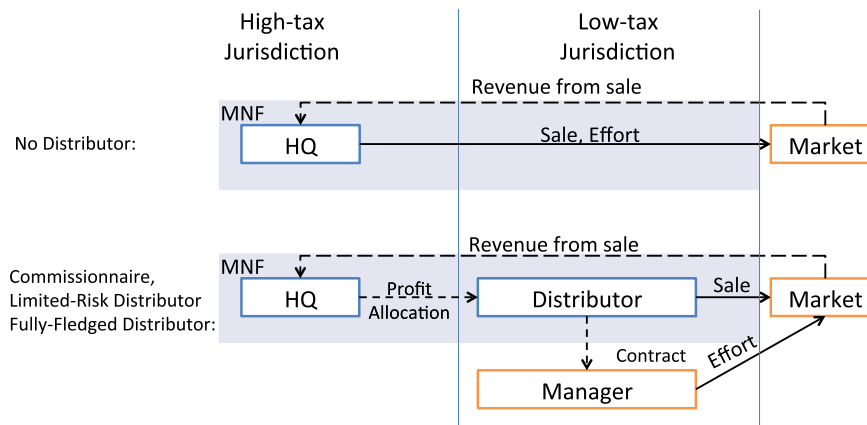 High-tax
Jurisdiction
Low-tax
Jurisdiction
Revenue from sale
MNF
No Distributor:
HQ
Sale, Effort
Market
Revenue from sale
MNF
Commissionnaire,
Limited-Risk Distributor
Fully-Fledged Distributor:
HQ
Profit
Allocation
Distributor
Sale
Market
Contract
Effort
Manager